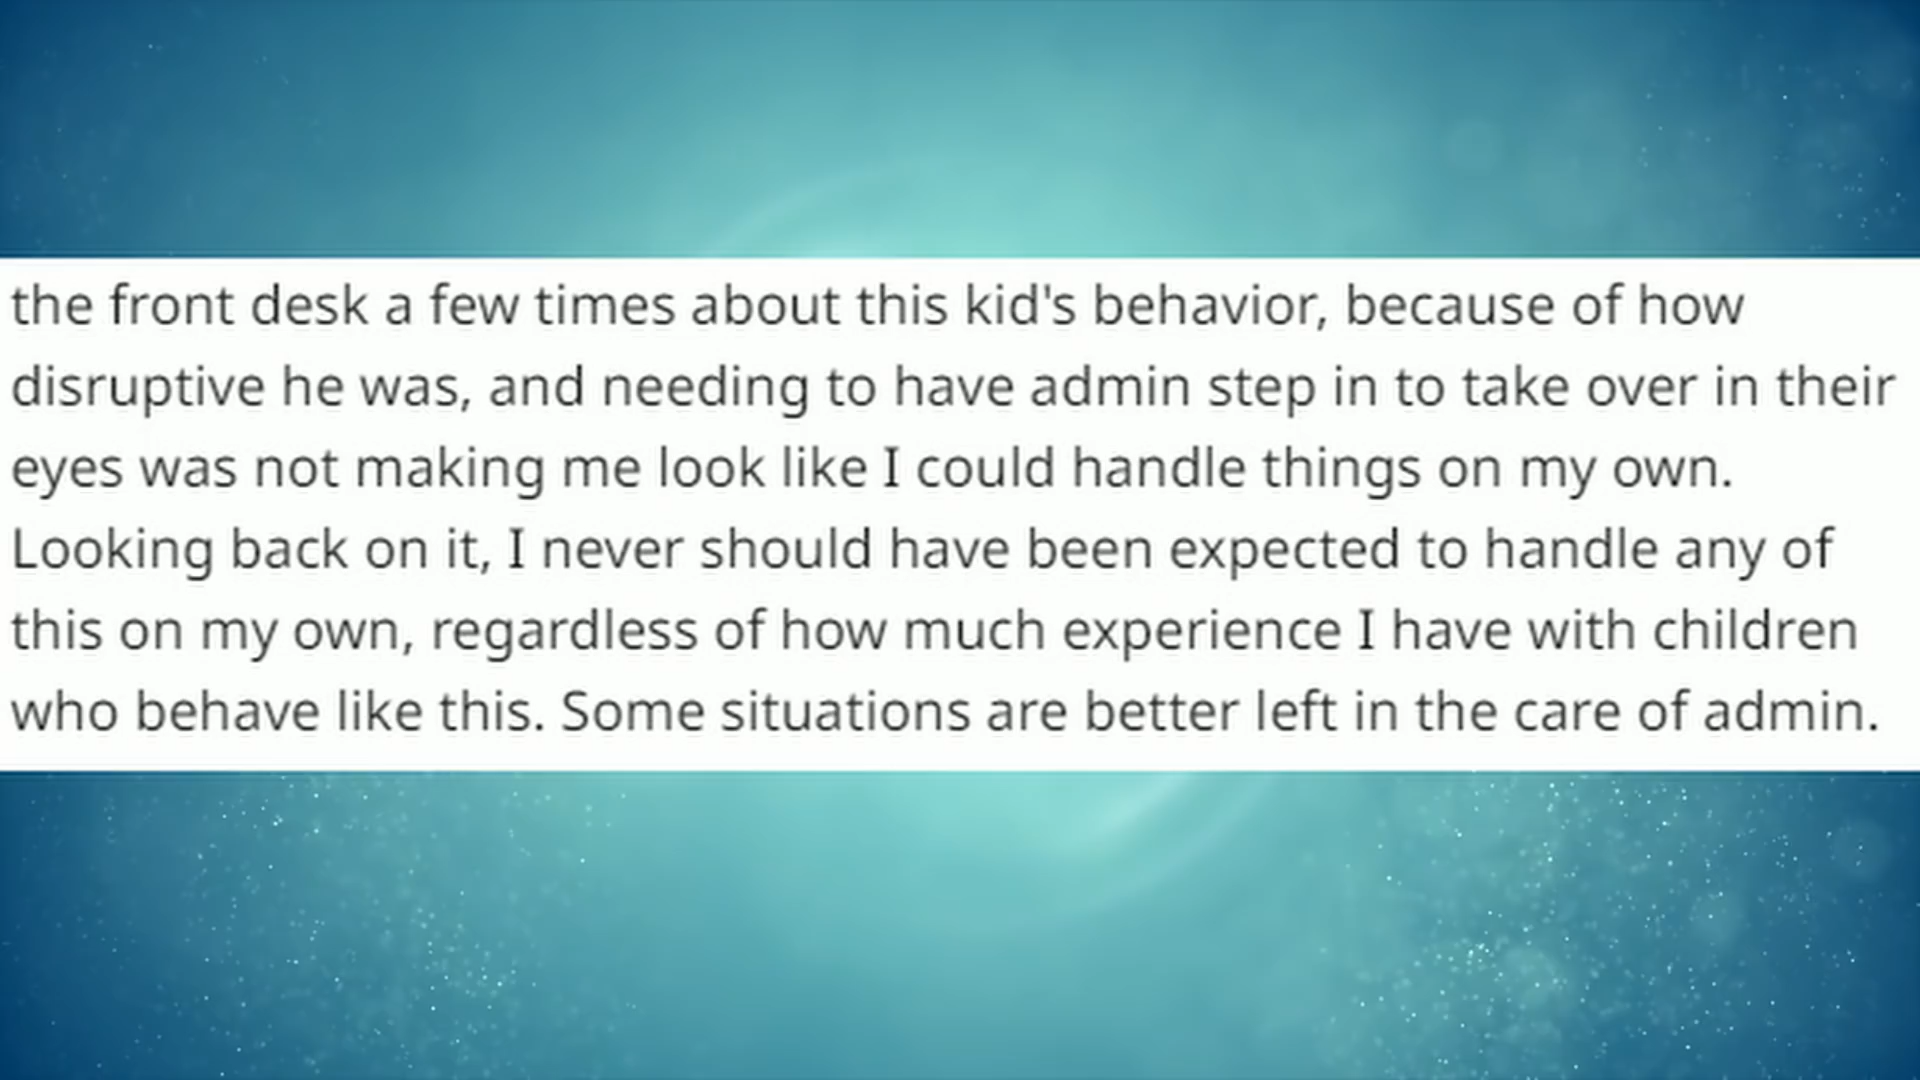 the front desk a few times about this kid's behavior, because of how
disruptive he was, and needing to have admin step in to take over in their
eyes was not making me look like I could handle things on my own.
Looking back on it, I never should have been expected to handle any of
this on my own, regardless of how much experience I have with children
who behave like this. Some situations are better left in the care of admin.